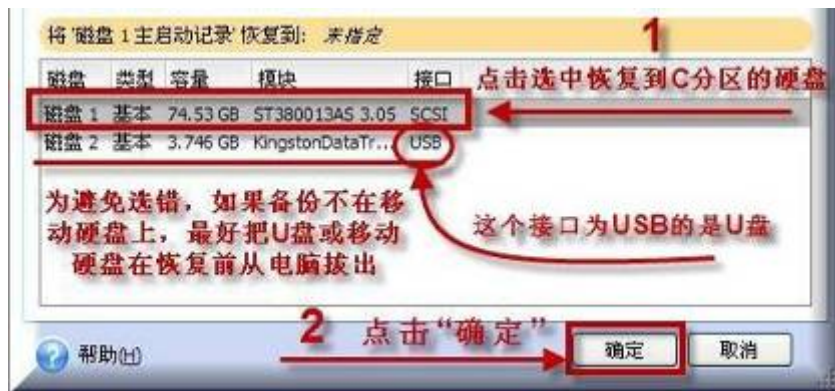 将'磁盘 1 主启动记录'恢复到: 未指定
1
点击选中恢复到C分区的硬盘
磁盘 类型 容量 模块 接口
磁盘 1 基本 74.53 GB ST380013AS 3.05 SCSI
磁盘 2 基本 3.746 GB KingstonDataTr... USB
为避免选错，如果备份不在移
动硬盘上，最好把U盘或移动
硬盘在恢复前从电脑拔出
这个接口为USB的是U盘
2 点击“确定”
帮助(H) 确定 取消